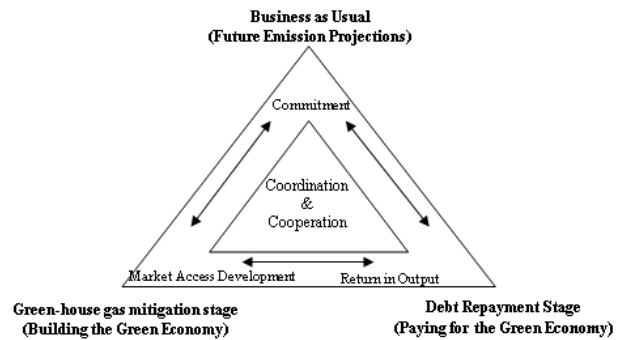 Business as Usual
(Future Emission Projections)
Commitment
Coordination
&
Cooperation
Market Access Development
Return in Output
Green-house gas mitigation stage
(Building the Green Economy)
Debt Repayment Stage
(Paying for the Green Economy)